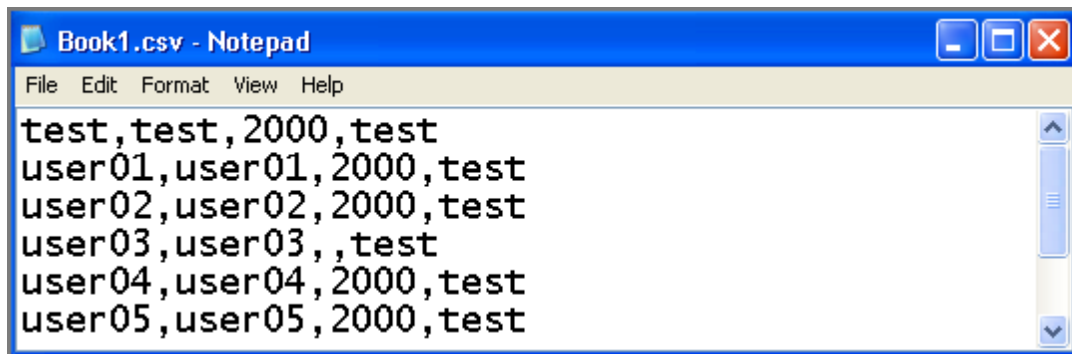 Book1.csv - Notepad
File Edit Format View Help
test,test,2000,test
user01,user01,2000,test
user02,user02,2000,test
user03,user03,,test
user04,user04,2000,test
user05,user05,2000,test